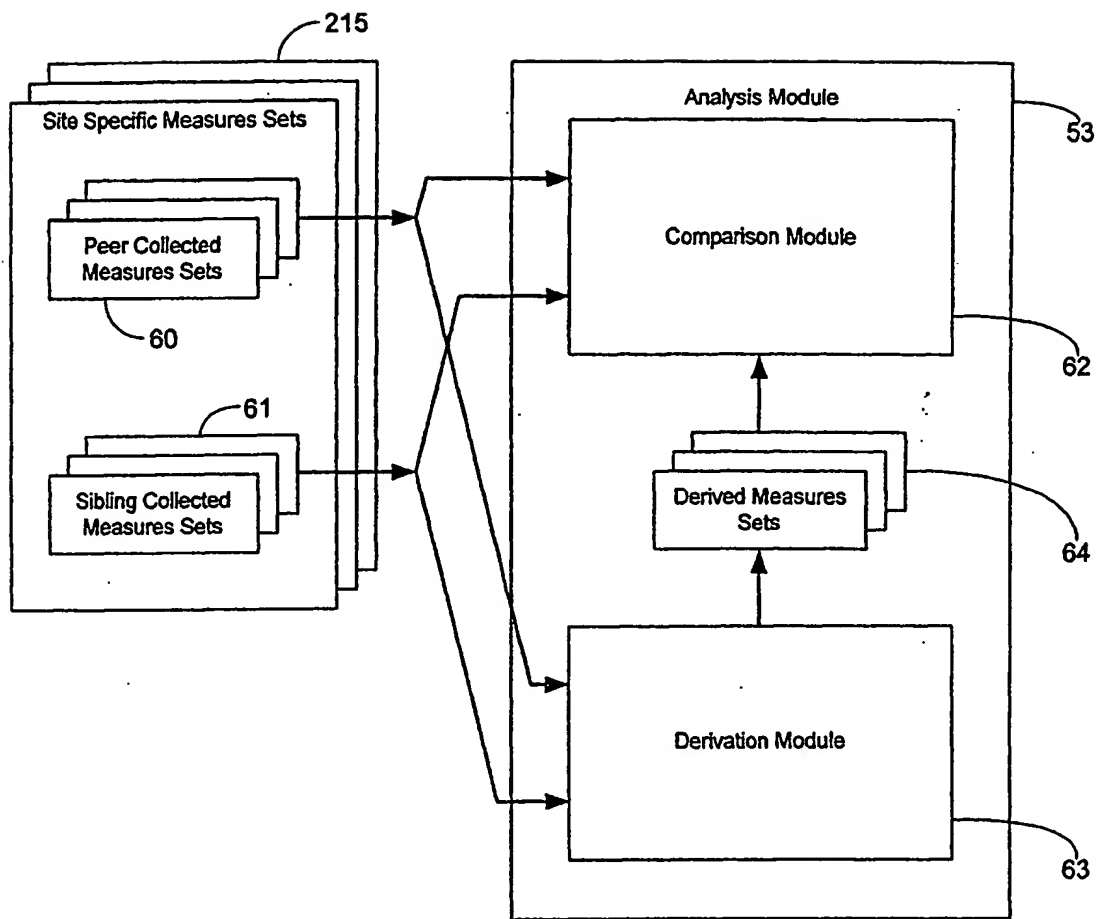 215
Site Specific Measures Sets
Peer Collected
Measures Sets
60
61
Sibling Collected
Measures Sets
Analysis Module
53
Comparison Module
62
Derived Measures
Sets
64
Derivation Module
63